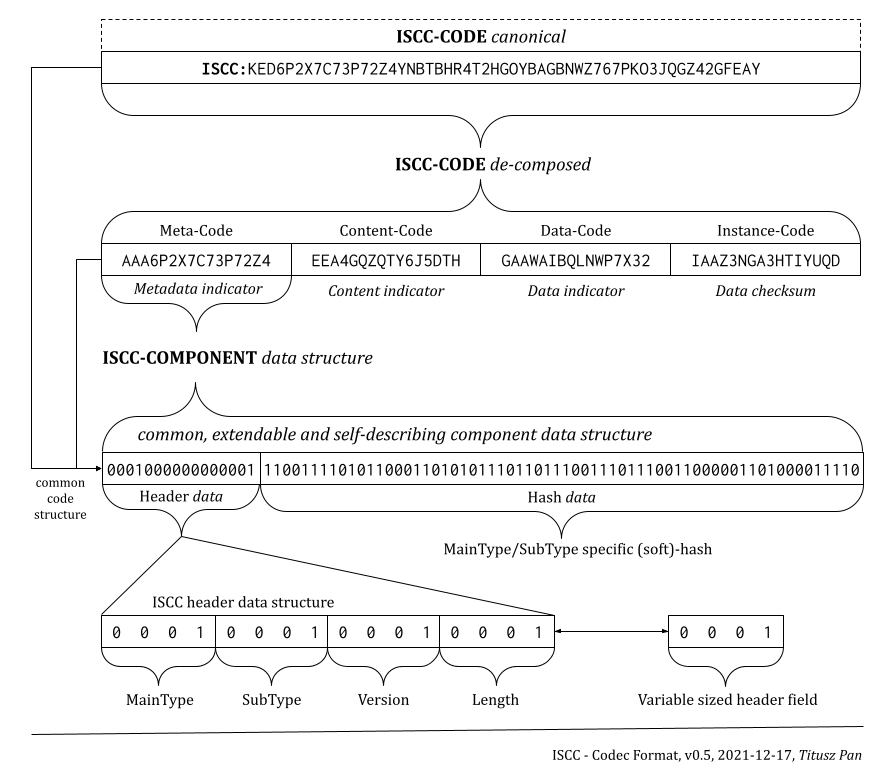 ISCC-CODE canonical
ISCC:KED6P2X7C73P72Z4YNBTBHR4T2HGOYBAGBNWZ767PKO3JQGZ42GFEAY
ISCC-CODE de-composed
Meta-Code Content-Code Data-Code Instance-Code
AAA6P2X7C73P72Z4 EEA4GQZQTY6J5DTH GAAWAIBQLNWP7X32 IAAZ3NGA3HTIYUQD
Metadata indicator Content indicator Data indicator Data checksum
ISCC-COMPONENT data structure
common, extendable and self-describing component data structure
0001000000000001 1100111101011000110101011101101110011101110011000001101000011110
common
code
structure
Header data Hash data
MainType/SubType specific (soft)-hash
ISCC header data structure
0 0 0 1 0 0 0 1 0 0 0 1 0 0 0 1 0 0 0 1
MainType SubType Version Length Variable sized header field
ISCC - Codec Format, v0.5, 2021-12-17, Titusz Pan